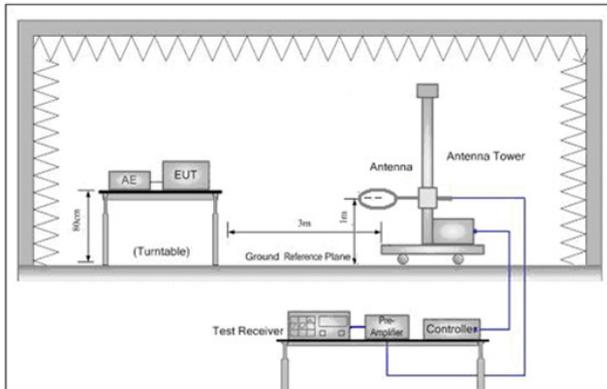 Antenna Tower
Antenna
AE
EUT
80cm
1m
3m
(Turntable)
Ground Reference Plane
Test Receiver
Pre-
Amplifier
Controller